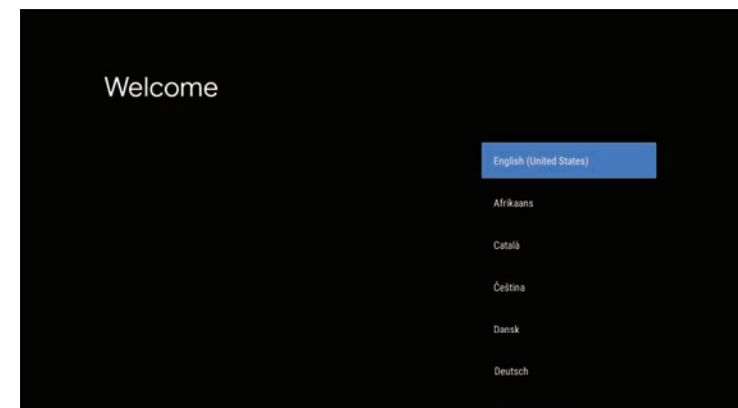 Welcome
English (United States)
Afrikaans
Català
Čeština
Dansk
Deutsch